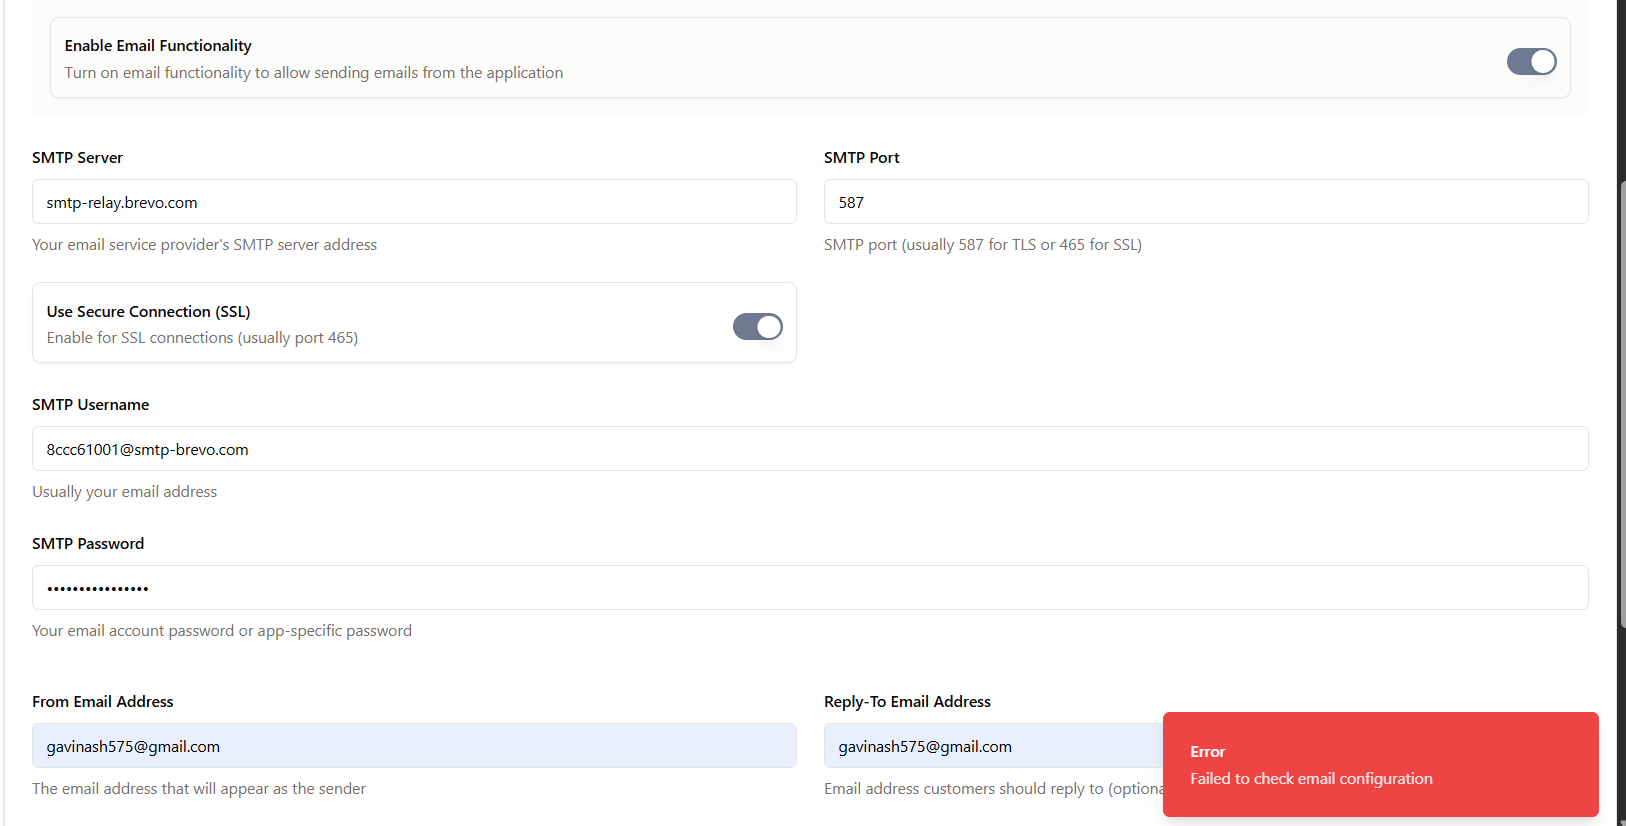 Enable Email Functionality
Turn on email functionality to allow sending emails from the application
SMTP Server
SMTP Port
smtp-relay.brevo.com
587
Your email service provider's SMTP server address
SMTP port (usually 587 for TLS or 465 for SSL)
Use Secure Connection (SSL)
Enable for SSL connections (usually port 465)
SMTP Username
8ccc61001@smtp-brevo.com
Usually your email address
SMTP Password
••••••••••••••••
Your email account password or app-specific password
From Email Address
Reply-To Email Address
gavinash575@gmail.com
gavinash575@gmail.com
The email address that will appear as the sender
Email address customers should reply to (optiona
Error
Failed to check email configuration